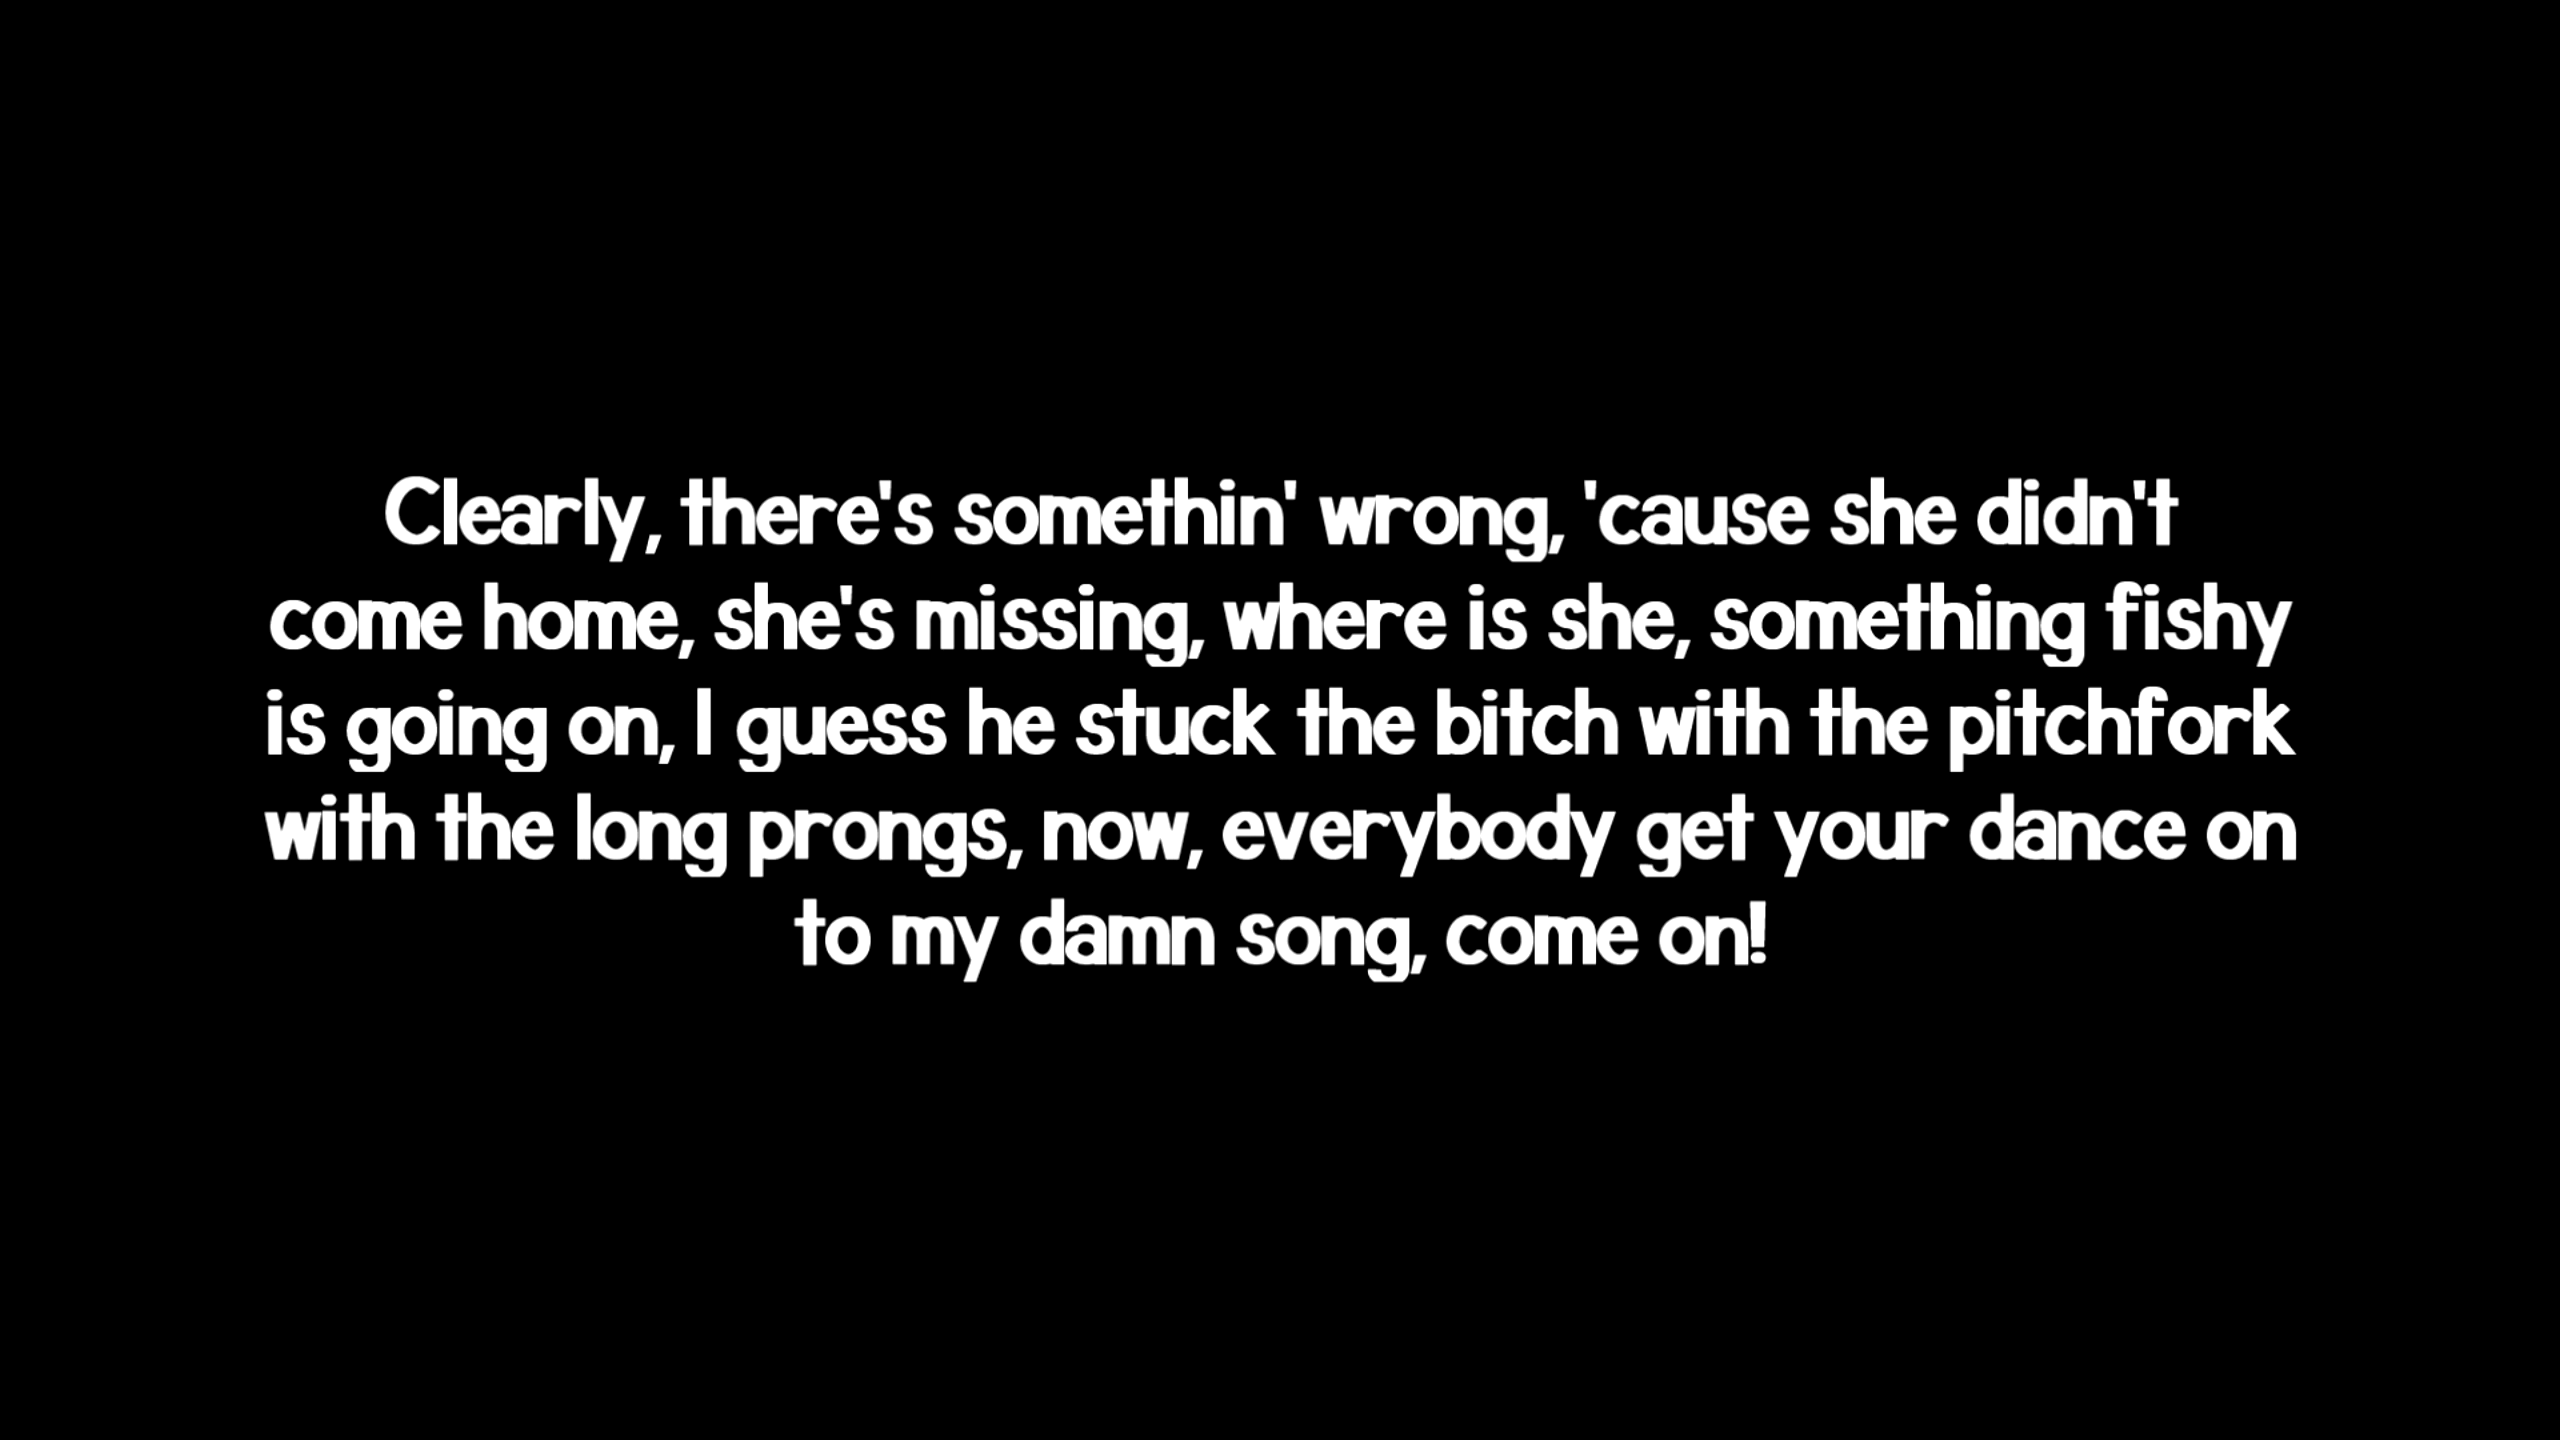 Clearly, there's somethin' wrong, 'cause she didn't
come home, she's missing, where is she, something fishy
is going on, I guess he stuck the bitch with the pitchfork
with the long prongs, now, everybody get your dance on
to my damn song, come on!